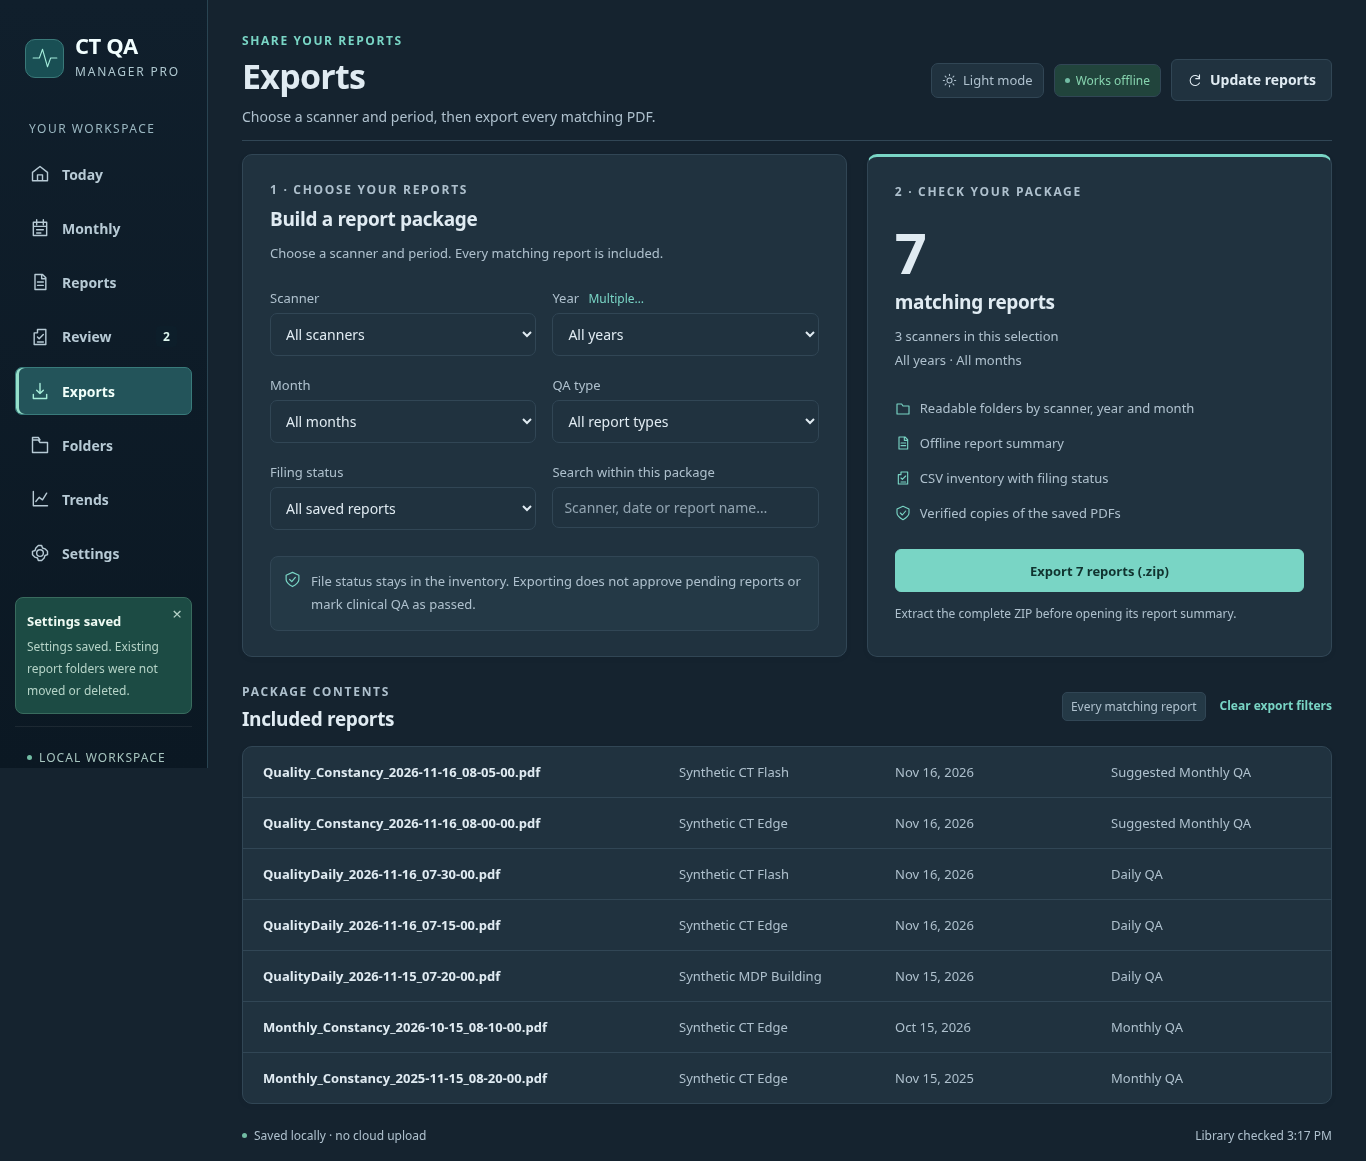 CT QA
MANAGER PRO
YOUR WORKSPACE
Today
Monthly
Reports
Review 2
Exports
Folders
Trends
Settings
Settings saved
Settings saved. Existing
report folders were not
moved or deleted.
LOCAL WORKSPACE
SHARE YOUR REPORTS
Exports
Choose a scanner and period, then export every matching PDF.
Light mode
Works offline
Update reports
1 · CHOOSE YOUR REPORTS
Build a report package
Choose a scanner and period. Every matching report is included.
Scanner
All scanners
Year Multiple...
All years
Month
All months
QA type
All report types
Filing status
All saved reports
Search within this package
Scanner, date or report name...
File status stays in the inventory. Exporting does not approve pending reports or
mark clinical QA as passed.
2 · CHECK YOUR PACKAGE
7
matching reports
3 scanners in this selection
All years · All months
Readable folders by scanner, year and month
Offline report summary
CSV inventory with filing status
Verified copies of the saved PDFs
Export 7 reports (.zip)
Extract the complete ZIP before opening its report summary.
PACKAGE CONTENTS
Included reports
Every matching report
Clear export filters
Quality_Constancy_2026-11-16_08-05-00.pdf Synthetic CT Flash Nov 16, 2026 Suggested Monthly QA
Quality_Constancy_2026-11-16_08-00-00.pdf Synthetic CT Edge Nov 16, 2026 Suggested Monthly QA
QualityDaily_2026-11-16_07-30-00.pdf Synthetic CT Flash Nov 16, 2026 Daily QA
QualityDaily_2026-11-16_07-15-00.pdf Synthetic CT Edge Nov 16, 2026 Daily QA
QualityDaily_2026-11-15_07-20-00.pdf Synthetic MDP Building Nov 15, 2026 Daily QA
Monthly_Constancy_2026-10-15_08-10-00.pdf Synthetic CT Edge Oct 15, 2026 Monthly QA
Monthly_Constancy_2025-11-15_08-20-00.pdf Synthetic CT Edge Nov 15, 2025 Monthly QA
Saved locally · no cloud upload
Library checked 3:17 PM